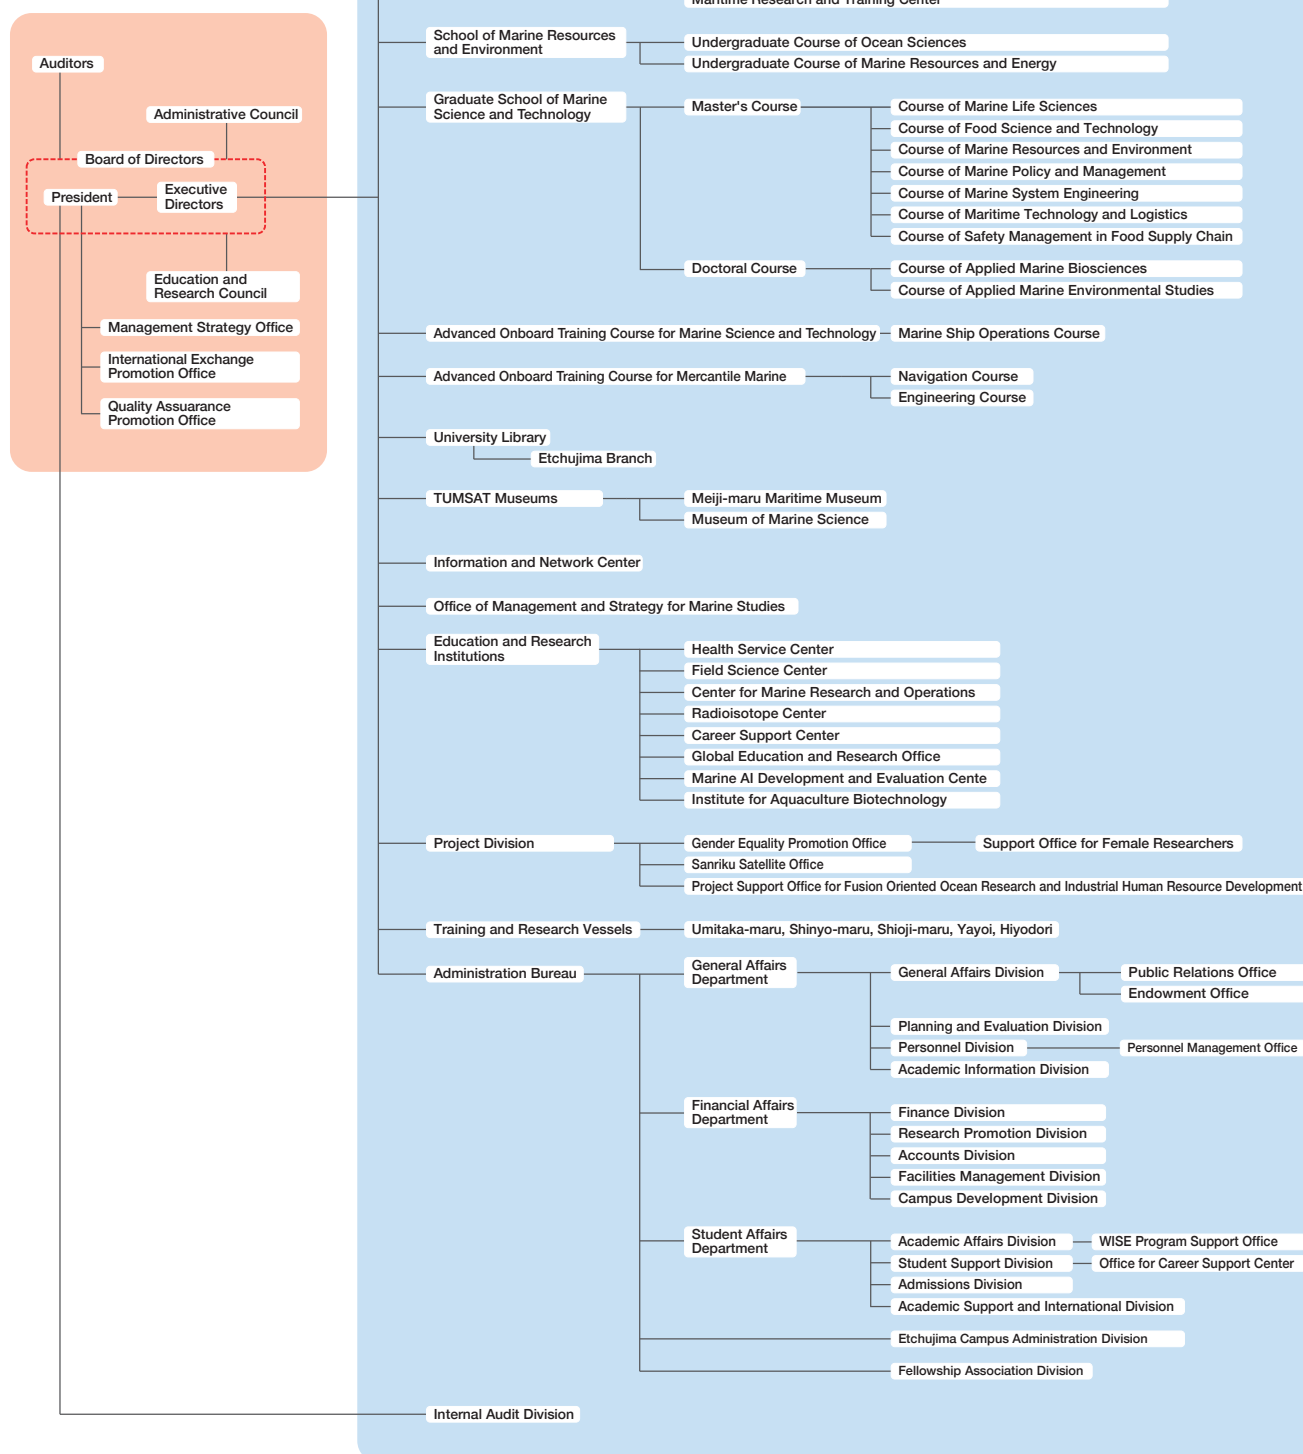 Maritime Research and Training Center
School of Marine Resources
and Environment
Undergraduate Course of Ocean Sciences
Undergraduate Course of Marine Resources and Energy
Auditors
Administrative Council
Board of Directors
President
Executive
Directors
Education and
Research Council
Management Strategy Office
International Exchange
Promotion Office
Quality Assuarance
Promotion Office
Graduate School of Marine
Science and Technology
Master's Course
Course of Marine Life Sciences
Course of Food Science and Technology
Course of Marine Resources and Environment
Course of Marine Policy and Management
Course of Marine System Engineering
Course of Maritime Technology and Logistics
Course of Safety Management in Food Supply Chain
Doctoral Course
Course of Applied Marine Biosciences
Course of Applied Marine Environmental Studies
Advanced Onboard Training Course for Marine Science and Technology
Marine Ship Operations Course
Advanced Onboard Training Course for Mercantile Marine
Navigation Course
Engineering Course
University Library
Etchujima Branch
TUMSAT Museums
Meiji-maru Maritime Museum
Museum of Marine Science
Information and Network Center
Office of Management and Strategy for Marine Studies
Education and Research
Institutions
Health Service Center
Field Science Center
Center for Marine Research and Operations
Radioisotope Center
Career Support Center
Global Education and Research Office
Marine AI Development and Evaluation Cente
Institute for Aquaculture Biotechnology
Project Division
Gender Equality Promotion Office
Support Office for Female Researchers
Sanriku Satellite Office
Project Support Office for Fusion Oriented Ocean Research and Industrial Human Resource Development
Training and Research Vessels
Umitaka-maru, Shinyo-maru, Shioji-maru, Yayoi, Hiyodori
Administration Bureau
General Affairs
Department
General Affairs Division
Public Relations Office
Endowment Office
Planning and Evaluation Division
Personnel Division
Personnel Management Office
Academic Information Division
Financial Affairs
Department
Finance Division
Research Promotion Division
Accounts Division
Facilities Management Division
Campus Development Division
Student Affairs
Department
Academic Affairs Division
WISE Program Support Office
Student Support Division
Office for Career Support Center
Admissions Division
Academic Support and International Division
Etchujima Campus Administration Division
Fellowship Association Division
Internal Audit Division